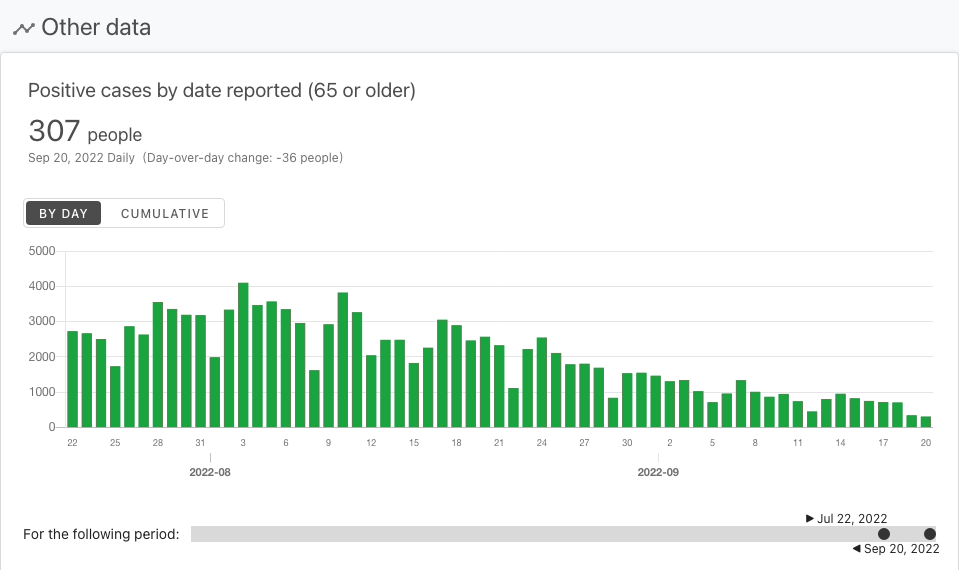 Other data
Positive cases by date reported (65 or older)
307 people
Sep 20, 2022 Daily (Day-over-day change: -36 people)
BY DAY CUMULATIVE
5000
4000
3000
2000
1000
0
22 25 28 31 3 6 9 12 15 18 21 24 27 30 2 5 8 11 14 17 20
2022-08 2022-09
▶ Jul 22, 2022
For the following period:
◀ Sep 20, 2022